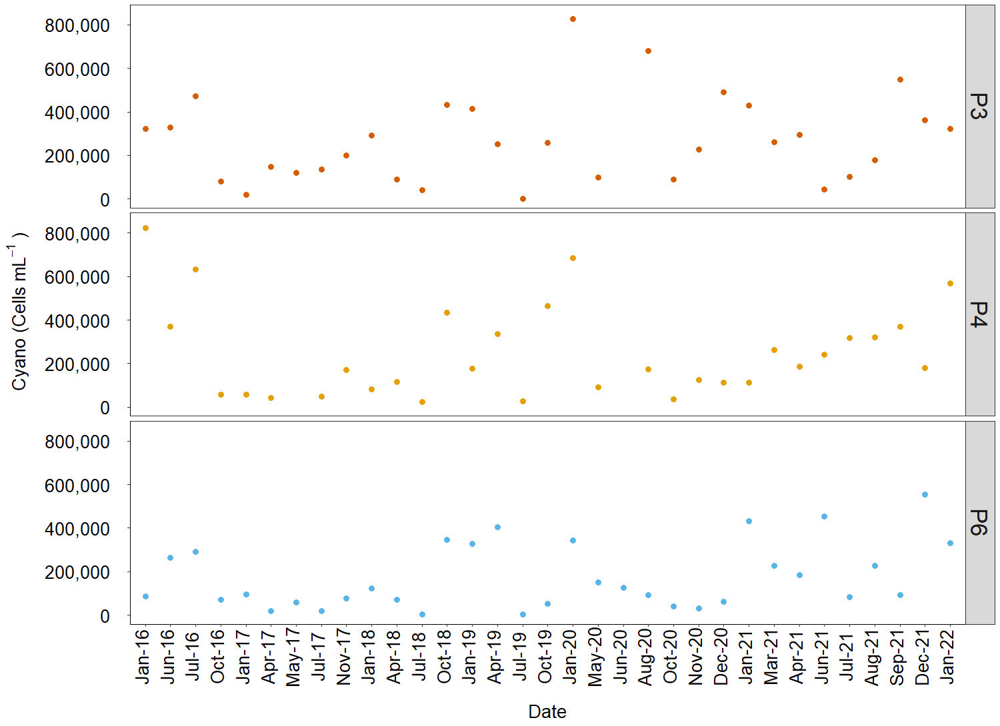 800,000
600,000
400,000
200,000
0
P3
Cyano (Cells mL⁻¹ )
800,000
600,000
400,000
200,000
0
P4
800,000
600,000
400,000
200,000
0
P6
Jan-16
Jun-16
Jul-16
Oct-16
Jan-17
Apr-17
May-17
Jul-17
Nov-17
Jan-18
Apr-18
Jul-18
Oct-18
Jan-19
Apr-19
Jul-19
Oct-19
Jan-20
May-20
Jun-20
Aug-20
Oct-20
Nov-20
Dec-20
Jan-21
Mar-21
Apr-21
Jun-21
Jul-21
Aug-21
Sep-21
Dec-21
Jan-22
Date